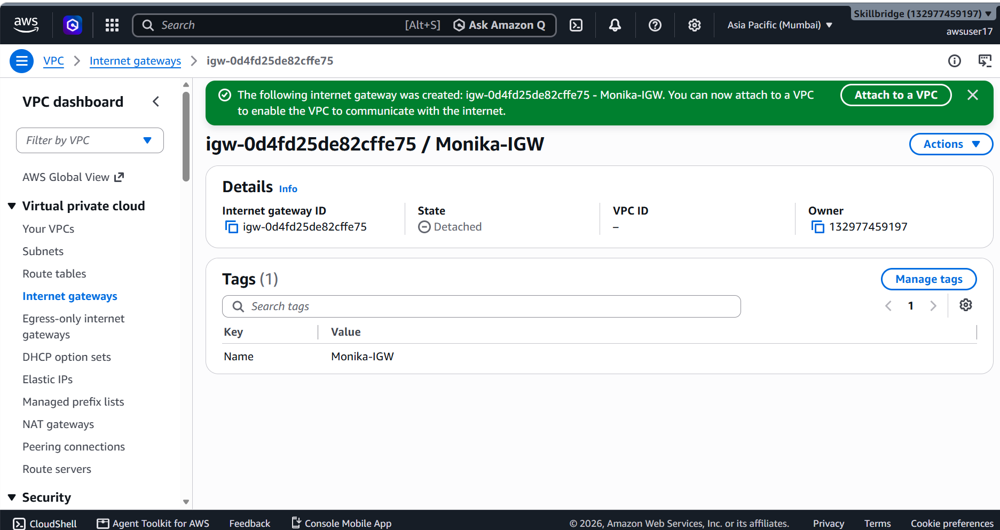 aws
Search
[Alt+S]
Ask Amazon Q
Asia Pacific (Mumbai)
Skillbridge (132977459197)
awsuser17
VPC
Internet gateways
igw-0d4fd25de82cffe75
VPC dashboard
Filter by VPC
AWS Global View
Virtual private cloud
Your VPCs
Subnets
Route tables
Internet gateways
Egress-only internet
gateways
DHCP option sets
Elastic IPs
Managed prefix lists
NAT gateways
Peering connections
Route servers
Security
The following internet gateway was created: igw-0d4fd25de82cffe75 - Monika-IGW. You can now attach to a VPC
to enable the VPC to communicate with the internet.
Attach to a VPC
igw-0d4fd25de82cffe75 / Monika-IGW
Actions
Details Info
Internet gateway ID
igw-0d4fd25de82cffe75
State
Detached
VPC ID
–
Owner
132977459197
Tags (1)
Manage tags
Search tags
1
Key Value
Name Monika-IGW
CloudShell
Agent Toolkit for AWS
Feedback
Console Mobile App
© 2026, Amazon Web Services, Inc. or its affiliates.
Privacy
Terms
Cookie preferences